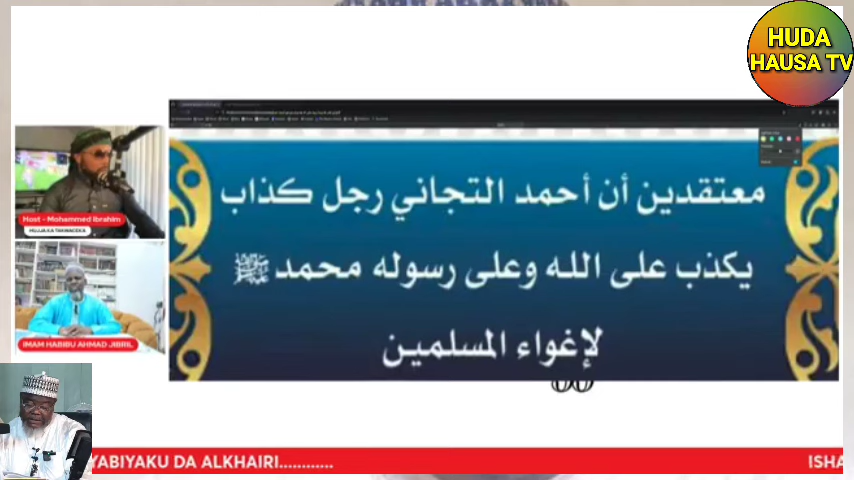 HUDA
HAUSA TV
معتقدين أن أحمد التجاني رجل كذاب
يكذب على الله وعلى رسوله محمد ﷺ
لإغواء المسلمين
Host - Mohammed Ibrahim
IMAM HABIBU AHMAD JIBRIL
YABIYAKU DA ALKHAIRI............
ISHA